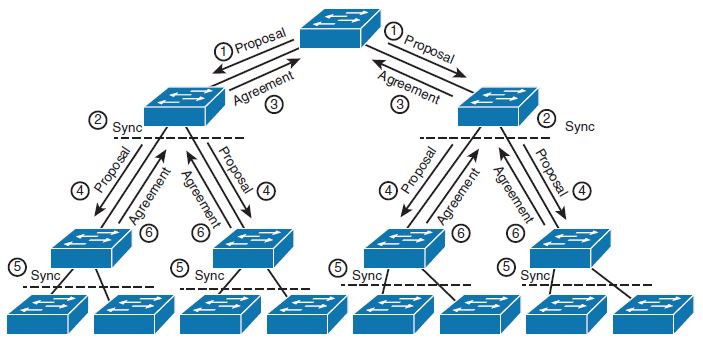 1 Proposal
1 Proposal
Agreement
3
Agreement
3
2 Sync
2 Sync
4 Proposal
Agreement
6
Proposal
4
Agreement
6
4 Proposal
Agreement
6
Proposal
4
Agreement
6
5 Sync
5 Sync
5 Sync
5 Sync